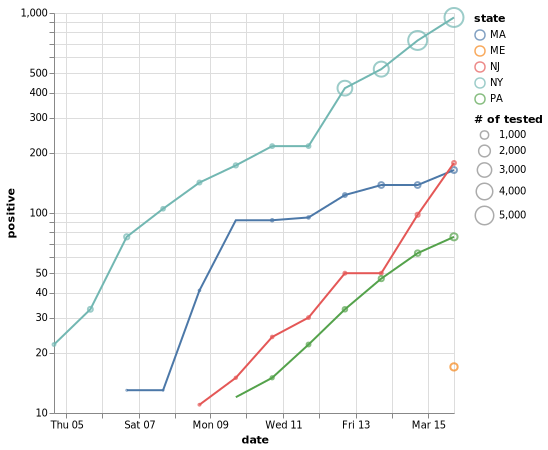 1,000
500
400
300
200
100
50
40
30
20
10
positive
Thu 05
Sat 07
Mon 09
Wed 11
Fri 13
Mar 15
date
state
MA
ME
NJ
NY
PA
# of tested
1,000
2,000
3,000
4,000
5,000